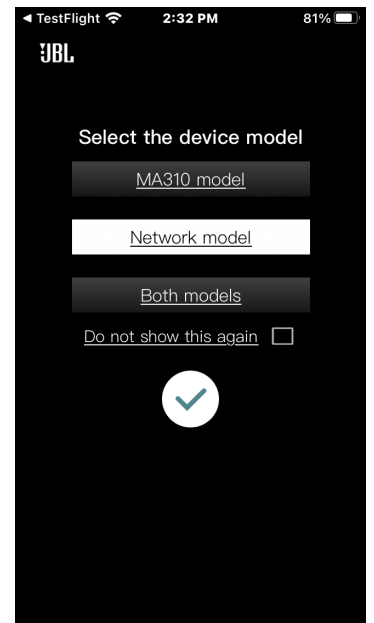 ◀ TestFlight 2:32 PM 81%
JBL
Select the device model
MA310 model
Network model
Both models
Do not show this again